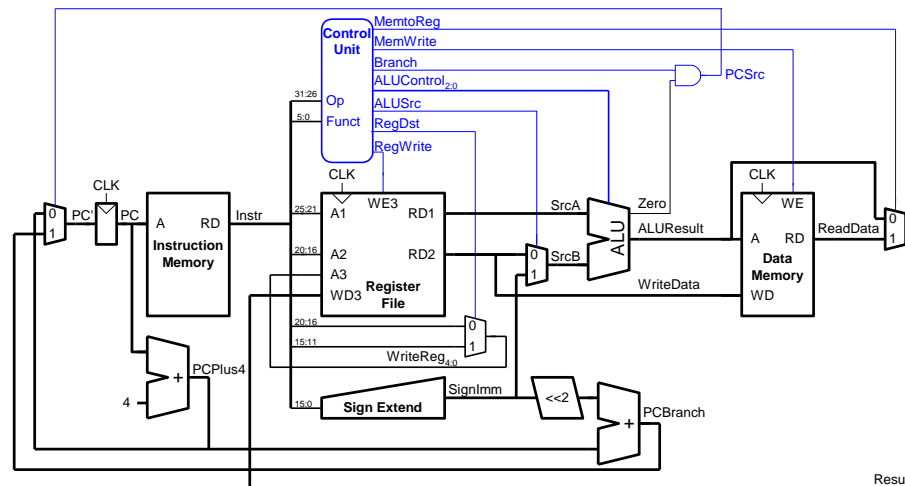 MemtoReg
Control
Unit
MemWrite
Branch
PCSrc
ALUControl2:0
31:26
Op
ALUSrc
5:0
Funct
RegDst
RegWrite
CLK
CLK
CLK
25:21
A1
WE3
RD1
SrcA
Zero
WE
0
1
PC'
PC
A
RD
Instr
Instruction
Memory
20:16
A2
RD2
0
1
SrcB
ALU
ALUResult
A
RD
ReadData
0
1
A3
Register
File
WD3
Data
Memory
WriteData
WD
20:16
0
15:11
1
WriteReg4:0
PCPlus4
+
4
15:0
Sign Extend
SignImm
<<2
+
PCBranch
Resu